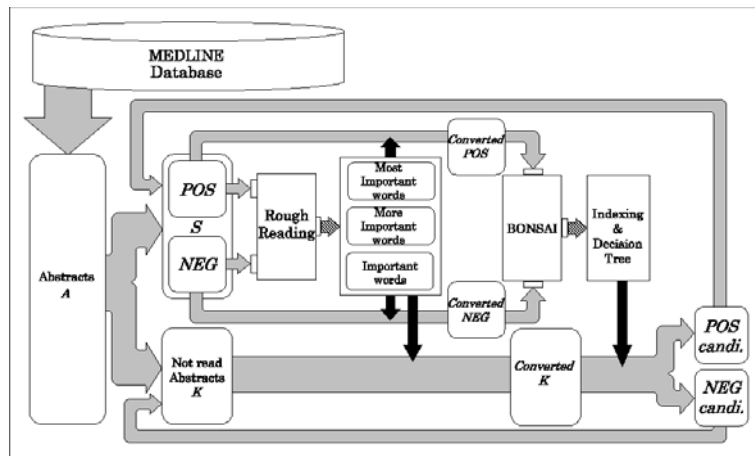 MEDLINE
Database
Abstracts
A
POS
S
NEG
Rough
Reading
Most
Important
words
More
Important
words
Important
words
Converted
POS
Converted
NEG
BONSAI
Indexing
&
Decision
Tree
Not read
Abstracts
K
Converted
K
POS
candi.
NEG
candi.